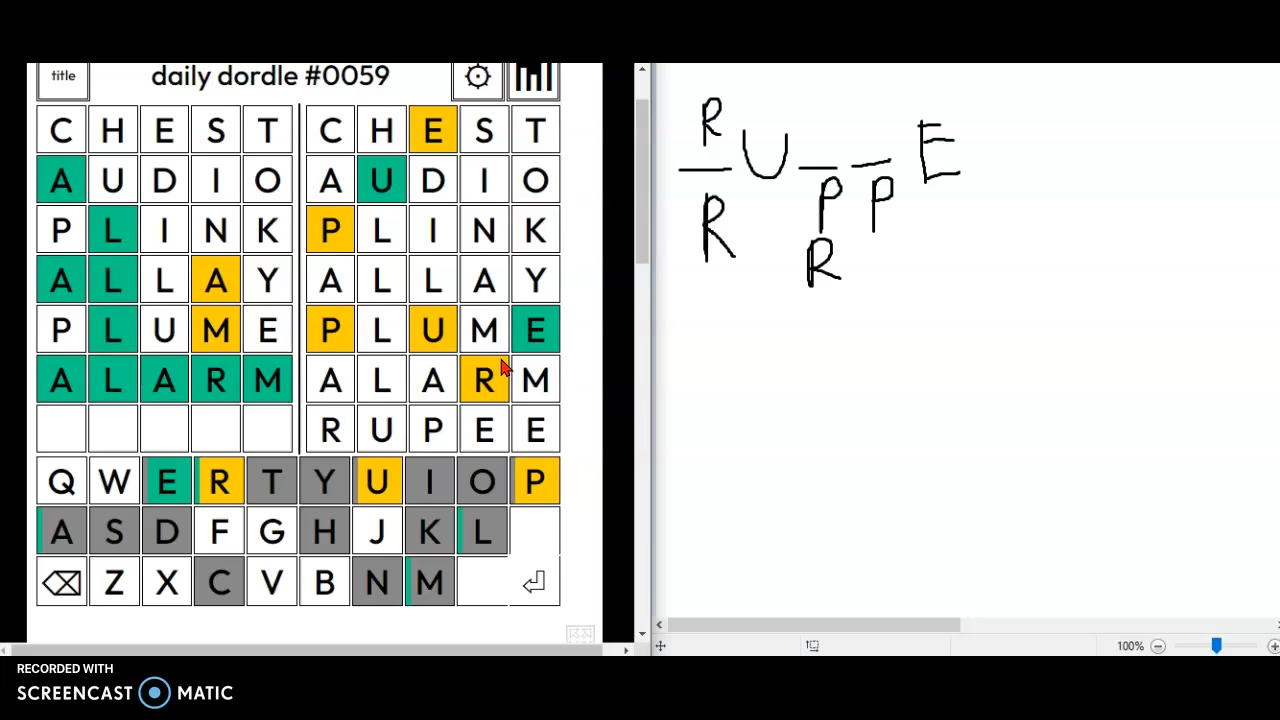 title daily dordle #0059
C H E S T C H E S T
A U D I O A U D I O
P L I N K P L I N K
A L L A Y A L L A Y
P L U M E P L U M E
A L A R M A L A R M
R U P E E
Q W E R T Y U I O P
A S D F G H J K L
Z X C V B N M
R
U E
R P P
R
100%
RECORDED WITH
SCREENCAST MATIC